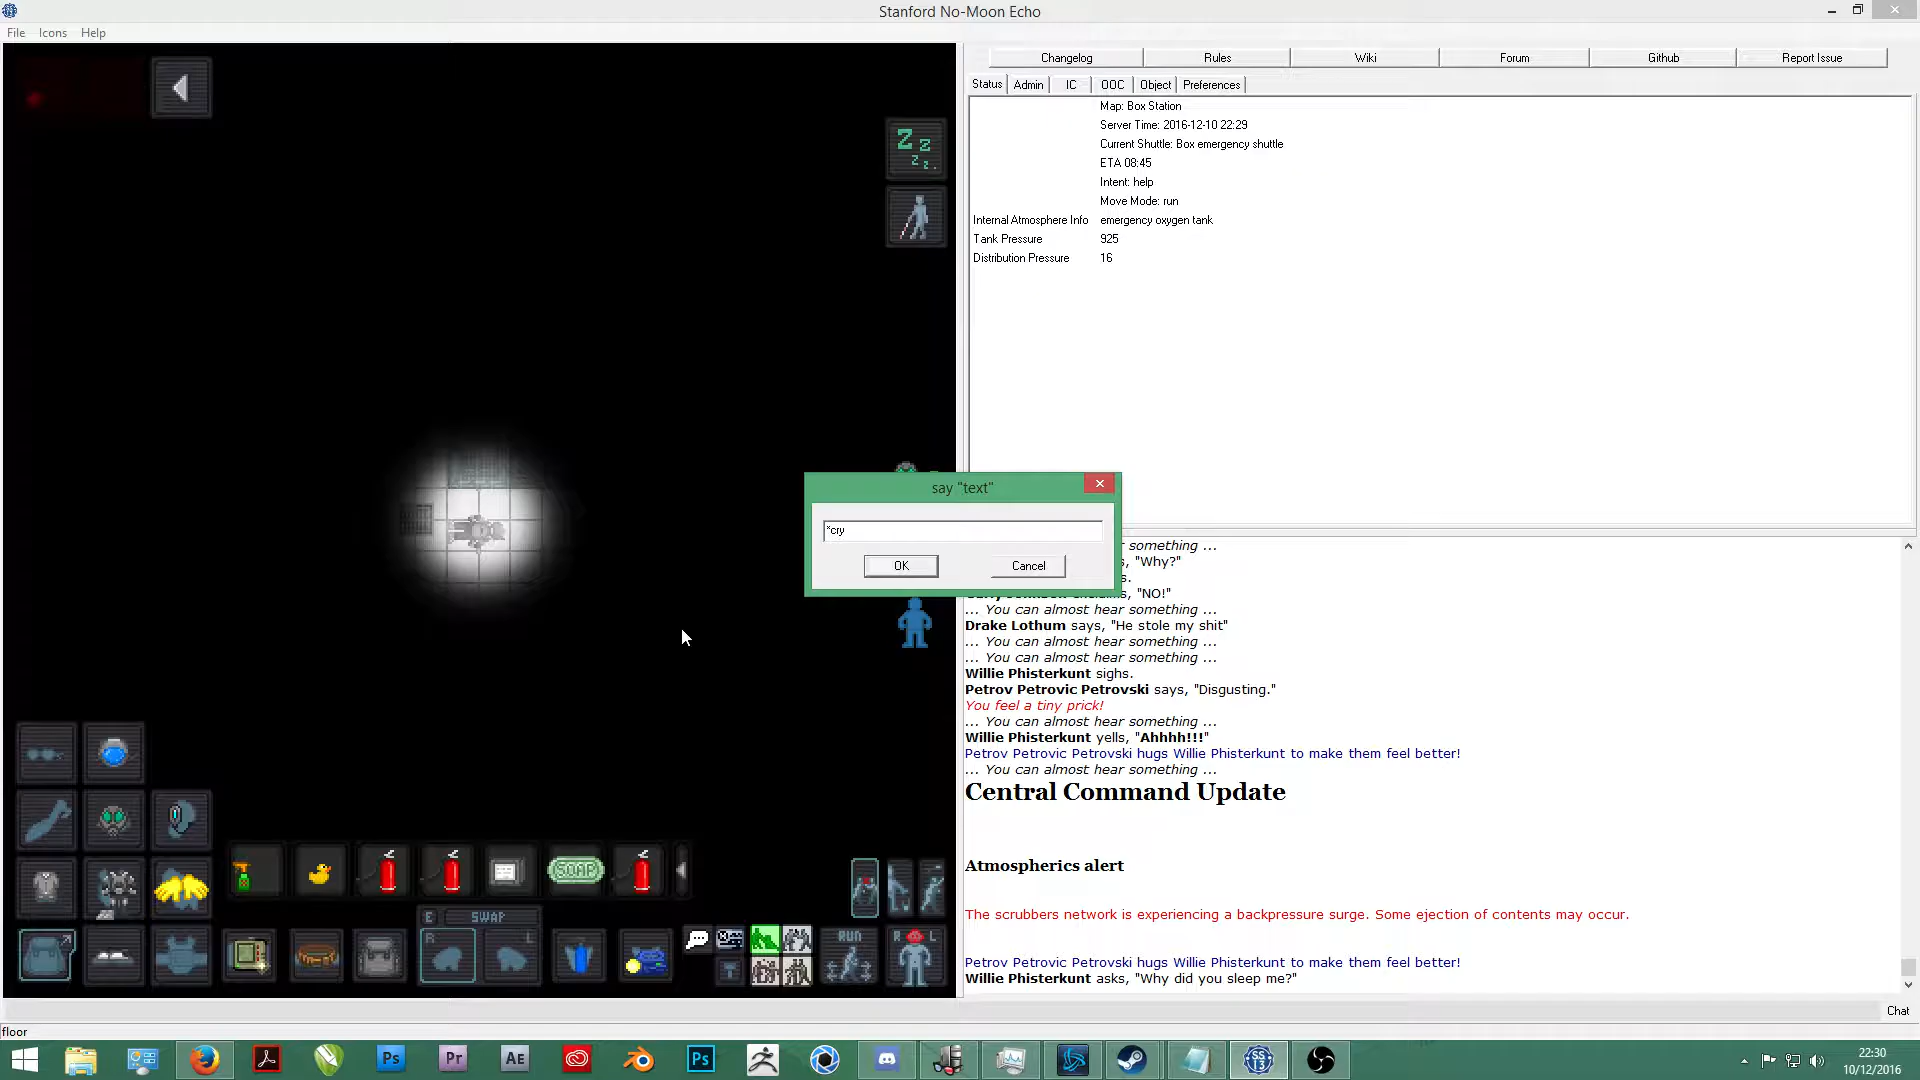 Stanford No-Moon Echo
File Icons Help
Changelog Rules Wiki Forum Github Report Issue
Status Admin IC OOC Object Preferences
Map: Box Station
Server Time: 2016-12-10 22:29
Current Shuttle: Box emergency shuttle
ETA 08:45
Intent: help
Move Mode: run
Internal Atmosphere Info emergency oxygen tank
Tank Pressure 925
Distribution Pressure 16
say "text"
*cry
OK Cancel
something ...
, "Why?"
exclaims, "NO!"
... You can almost hear something ...
Drake Lothum says, "He stole my shit"
... You can almost hear something ...
... You can almost hear something ...
Willie Phisterkunt sighs.
Petrov Petrovic Petrovski says, "Disgusting."
You feel a tiny prick!
... You can almost hear something ...
Willie Phisterkunt yells, "Ahhhh!!!"
Petrov Petrovic Petrovski hugs Willie Phisterkunt to make them feel better!
... You can almost hear something ...
Central Command Update
Atmospherics alert
The scrubbers network is experiencing a backpressure surge. Some ejection of contents may occur.
Petrov Petrovic Petrovski hugs Willie Phisterkunt to make them feel better!
Willie Phisterkunt asks, "Why did you sleep me?"
Chat
SOAP
E SWAP
R L
RUN
R L
floor
Ps Pr AE Ps
SS 13
22:30
10/12/2016